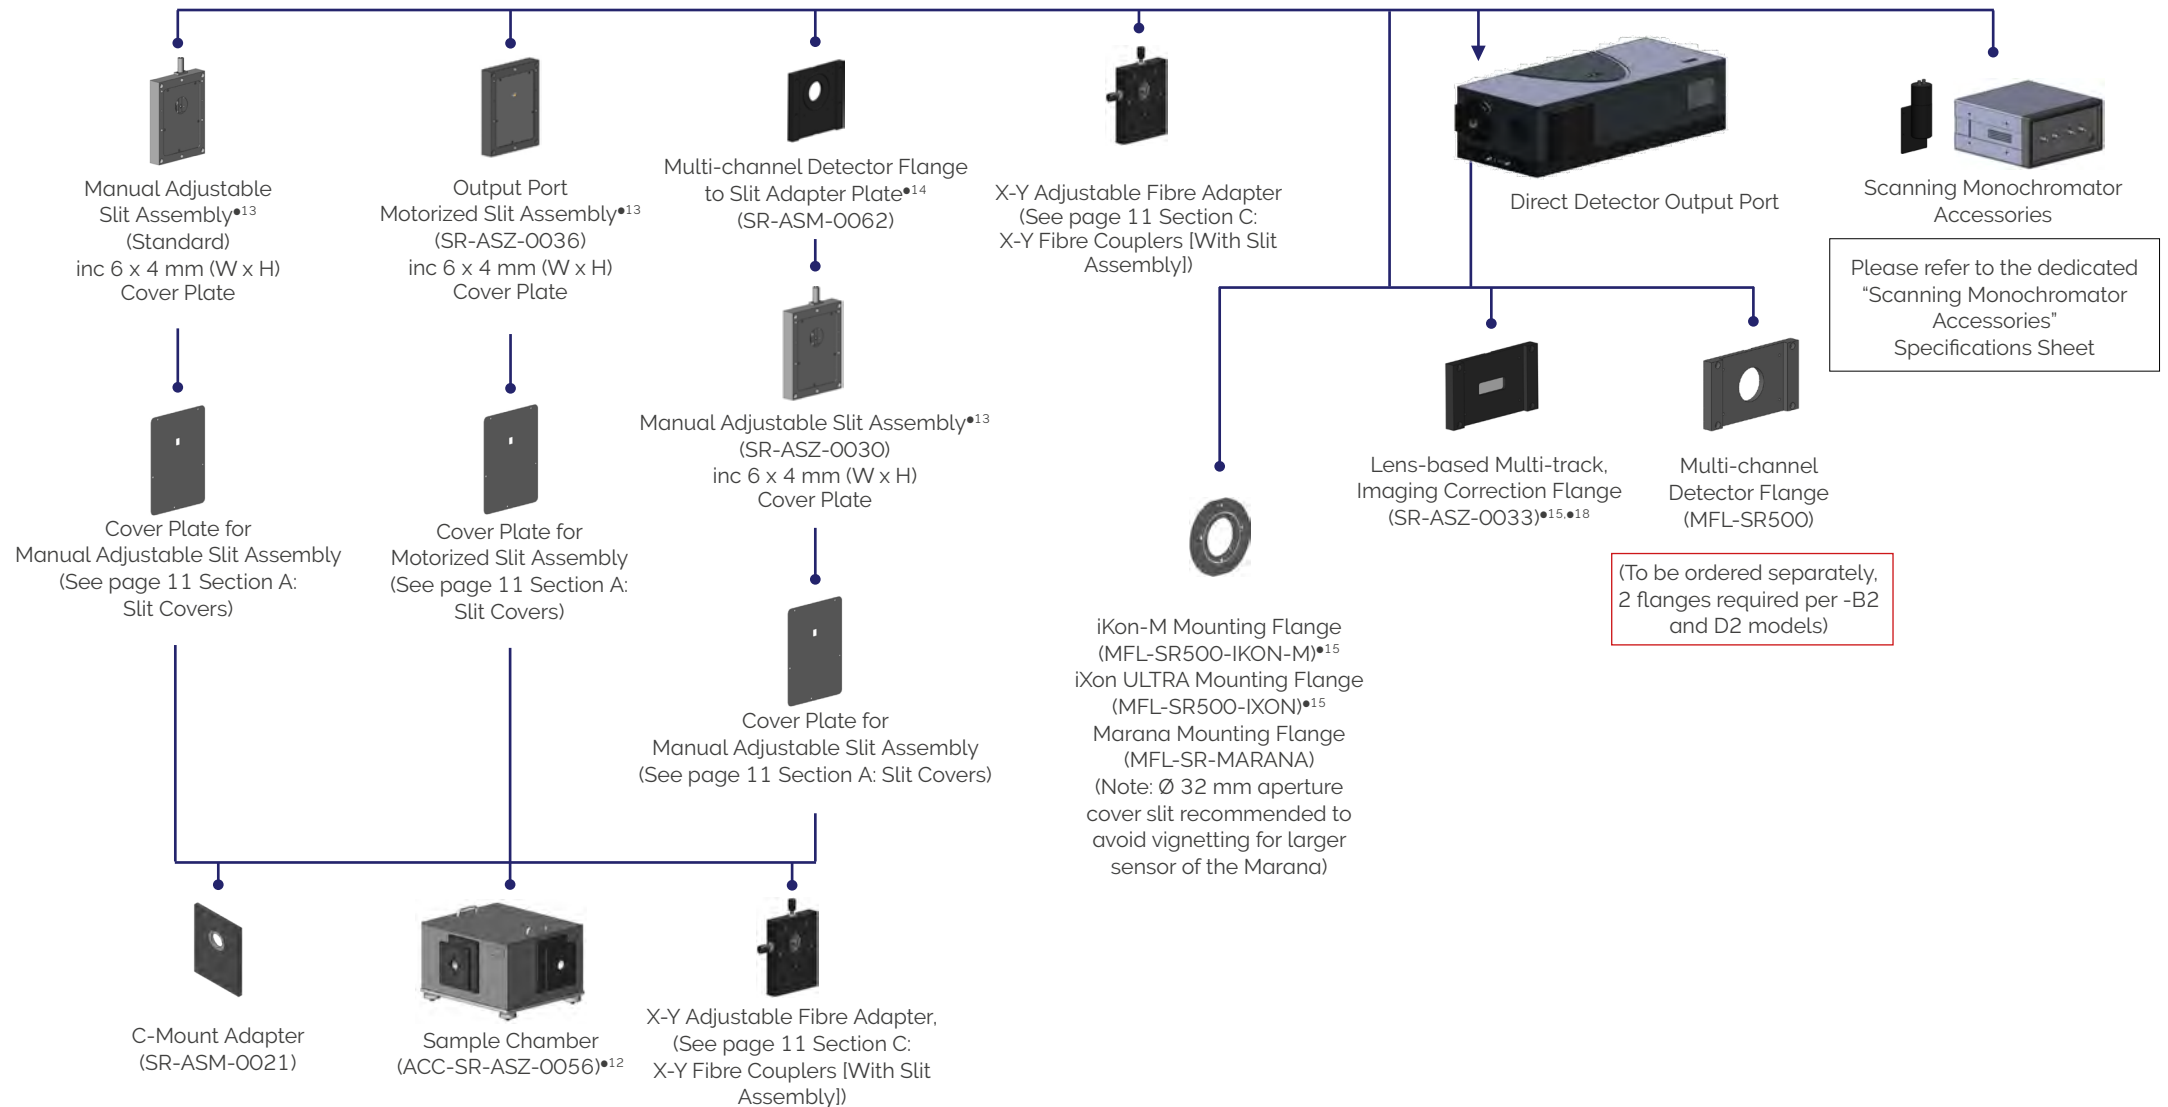 Manual Adjustable
Slit Assembly●13
(Standard)
inc 6 x 4 mm (W x H)
Cover Plate
Output Port
Motorized Slit Assembly●13
(SR-ASZ-0036)
inc 6 x 4 mm (W x H)
Cover Plate
Multi-channel Detector Flange
to Slit Adapter Plate●14
(SR-ASM-0062)
X-Y Adjustable Fibre Adapter
(See page 11 Section C:
X-Y Fibre Couplers [With Slit
Assembly])
Direct Detector Output Port
Scanning Monochromator
Accessories
Please refer to the dedicated
“Scanning Monochromator
Accessories”
Specifications Sheet
Manual Adjustable Slit Assembly●13
(SR-ASZ-0030)
inc 6 x 4 mm (W x H)
Cover Plate
Lens-based Multi-track,
Imaging Correction Flange
(SR-ASZ-0033)●15,●18
Multi-channel
Detector Flange
(MFL-SR500)
(To be ordered separately,
2 flanges required per -B2
and D2 models)
Cover Plate for
Manual Adjustable Slit Assembly
(See page 11 Section A:
Slit Covers)
Cover Plate for
Motorized Slit Assembly
(See page 11 Section A:
Slit Covers)
Cover Plate for
Manual Adjustable Slit Assembly
(See page 11 Section A: Slit Covers)
iKon-M Mounting Flange
(MFL-SR500-IKON-M)●15
iXon ULTRA Mounting Flange
(MFL-SR500-IXON)●15
Marana Mounting Flange
(MFL-SR-MARANA)
(Note: Ø 32 mm aperture
cover slit recommended to
avoid vignetting for larger
sensor of the Marana)
C-Mount Adapter
(SR-ASM-0021)
Sample Chamber
(ACC-SR-ASZ-0056)●12
X-Y Adjustable Fibre Adapter,
(See page 11 Section C:
X-Y Fibre Couplers [With Slit
Assembly])